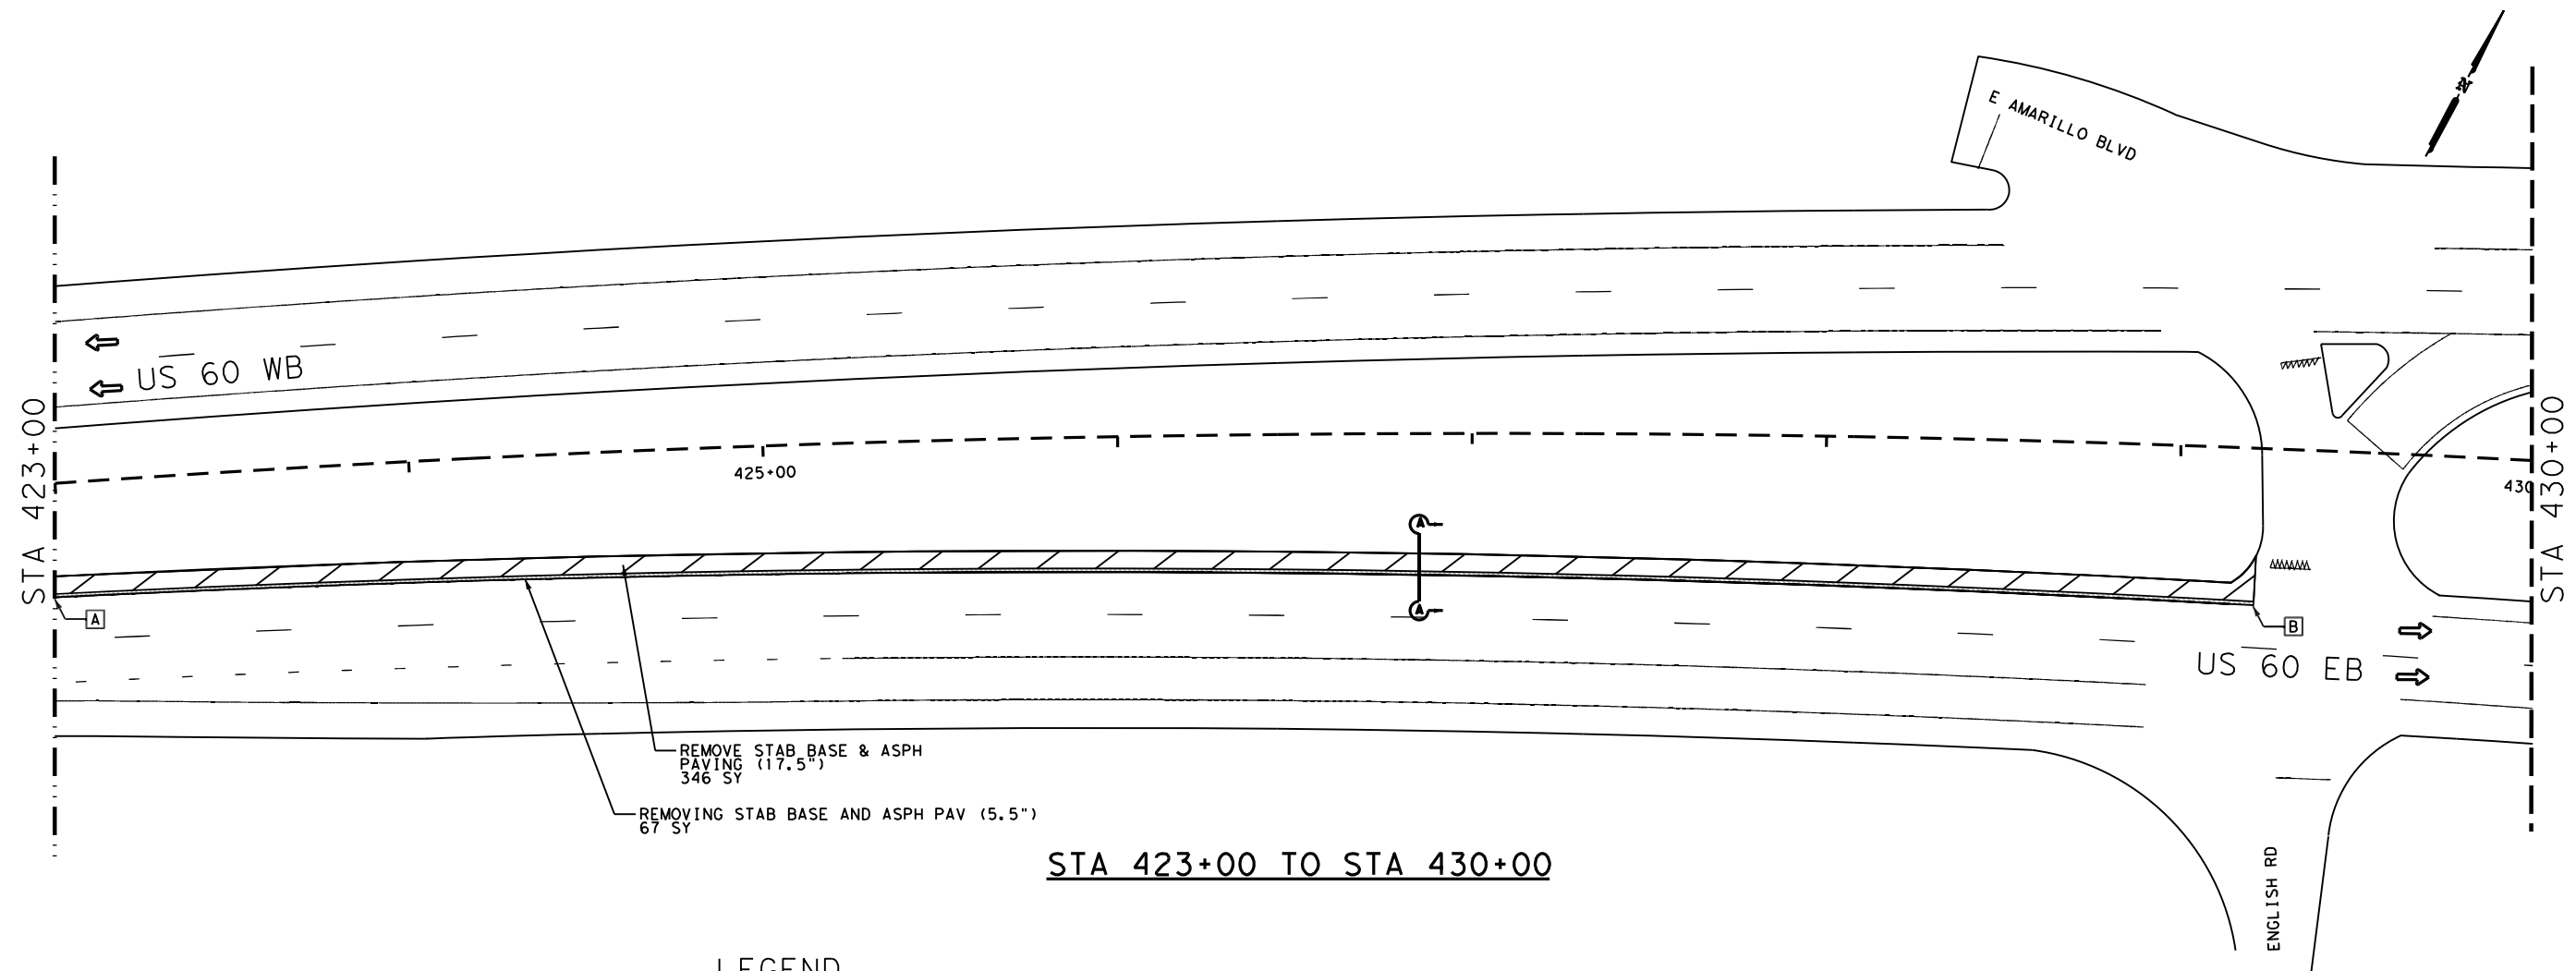 N
E AMARILLO BLVD
US 60 WB
STA 423+00
425+00
430
STA 430+00
A
A
A
B
US 60 EB
REMOVE STAB BASE & ASPH
PAVING (17.5")
346 SY
REMOVING STAB BASE AND ASPH PAV (5.5")
67 SY
STA 423+00 TO STA 430+00
ENGLISH RD
LEGEND